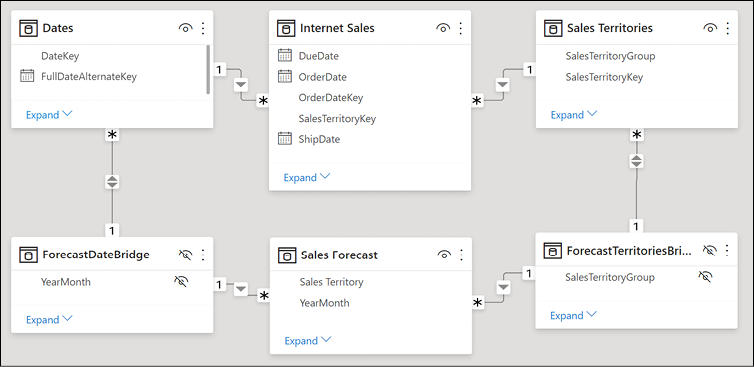 Dates
DateKey
FullDateAlternateKey
Expand
Internet Sales
DueDate
OrderDate
OrderDateKey
SalesTerritoryKey
ShipDate
Expand
Sales Territories
SalesTerritoryGroup
SalesTerritoryKey
Expand
1
*
*
1
*
1
*
1
ForecastDateBridge
YearMonth
Expand
Sales Forecast
Sales Territory
YearMonth
Expand
ForecastTerritoriesBri...
SalesTerritoryGroup
Expand
1
*
*
1